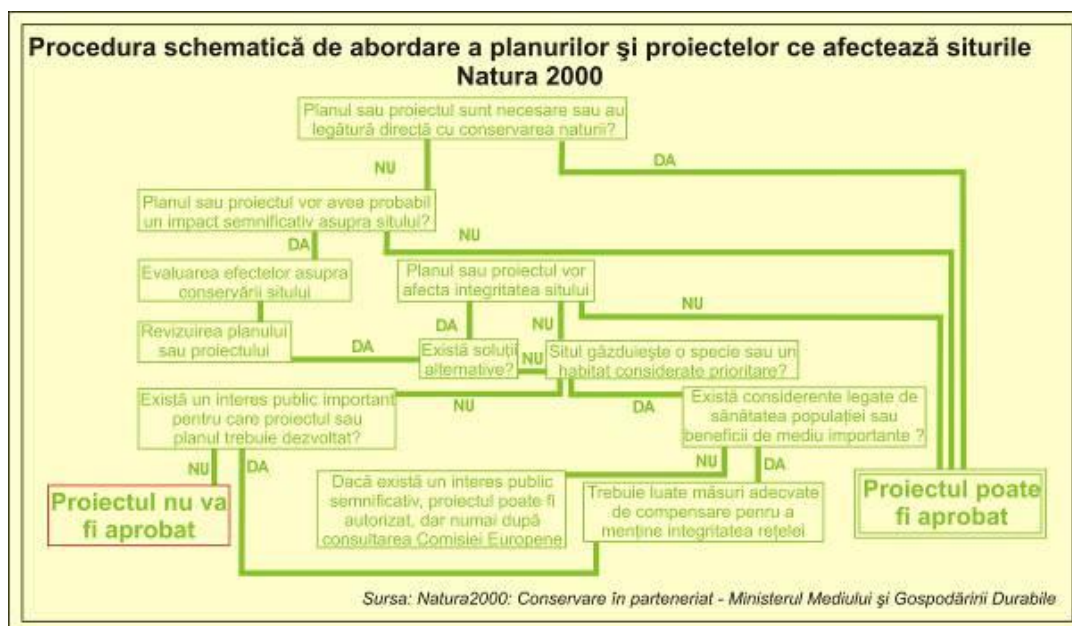 Procedura schematică de abordare a planurilor şi proiectelor ce afectează siturile
Natura 2000
Planul sau proiectul sunt necesare sau au
legătură directă cu conservarea naturii?
NU
DA
Planul sau proiectul vor avea probabil
un impact semnificativ asupra sitului?
DA
NU
Evaluarea efectelor asupra
conservării sitului
Planul sau proiectul vor
afecta integritatea sitului
NU
DA
NU
Revizuirea planului
sau proiectului
DA
Există soluţii
alternative?
NU
Situl găzduieşte o specie sau un
habitat considerate prioritare?
Există un interes public important
pentru care proiectul sau
planul trebuie dezvoltat?
NU
DA
Există considerente legate de
sănătatea populaţiei sau
beneficii de mediu importante ?
NU
DA
NU
DA
Proiectul nu va
fi aprobat
Dacă există un interes public
semnificativ, proiectul poate fi
autorizat, dar numai după
consultarea Comisiei Europene
Trebuie luate măsuri adecvate
de compensare penru a
menţine integritatea reţelei
Proiectul poate
fi aprobat
Sursa: Natura2000: Conservare în parteneriat - Ministerul Mediului şi Gospodăririi Durabile